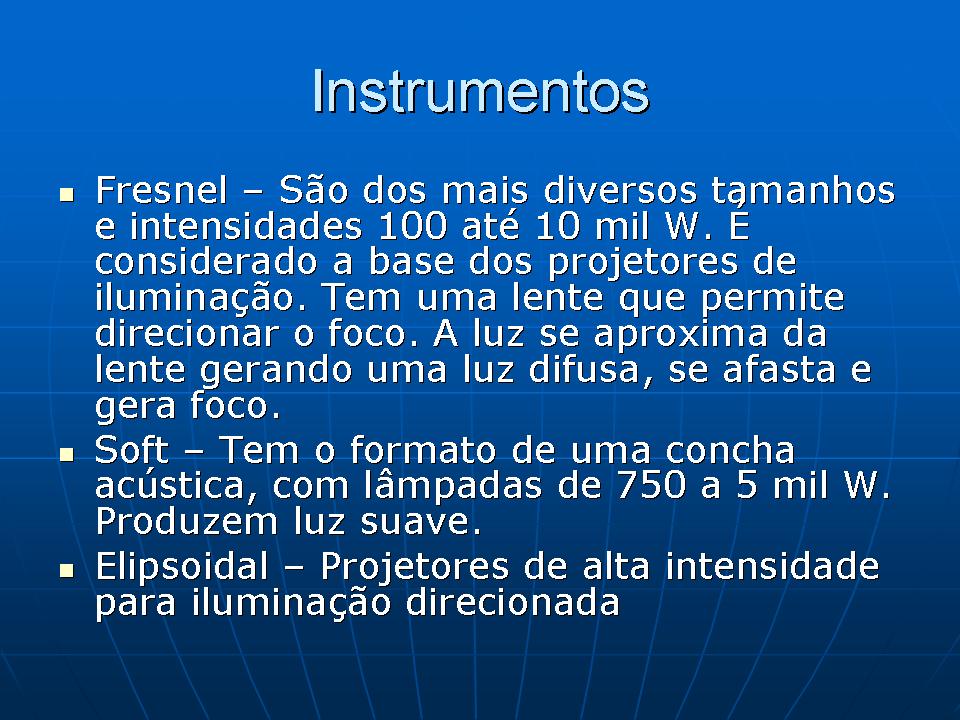 Instrumentos
Fresnel – São dos mais diversos tamanhos
e intensidades 100 até 10 mil W. É
considerado a base dos projetores de
iluminação. Tem uma lente que permite
direcionar o foco. A luz se aproxima da
lente gerando uma luz difusa, se afasta e
gera foco.
Soft – Tem o formato de uma concha
acústica, com lâmpadas de 750 a 5 mil W.
Produzem luz suave.
Elipsoidal – Projetores de alta intensidade
para iluminação direcionada